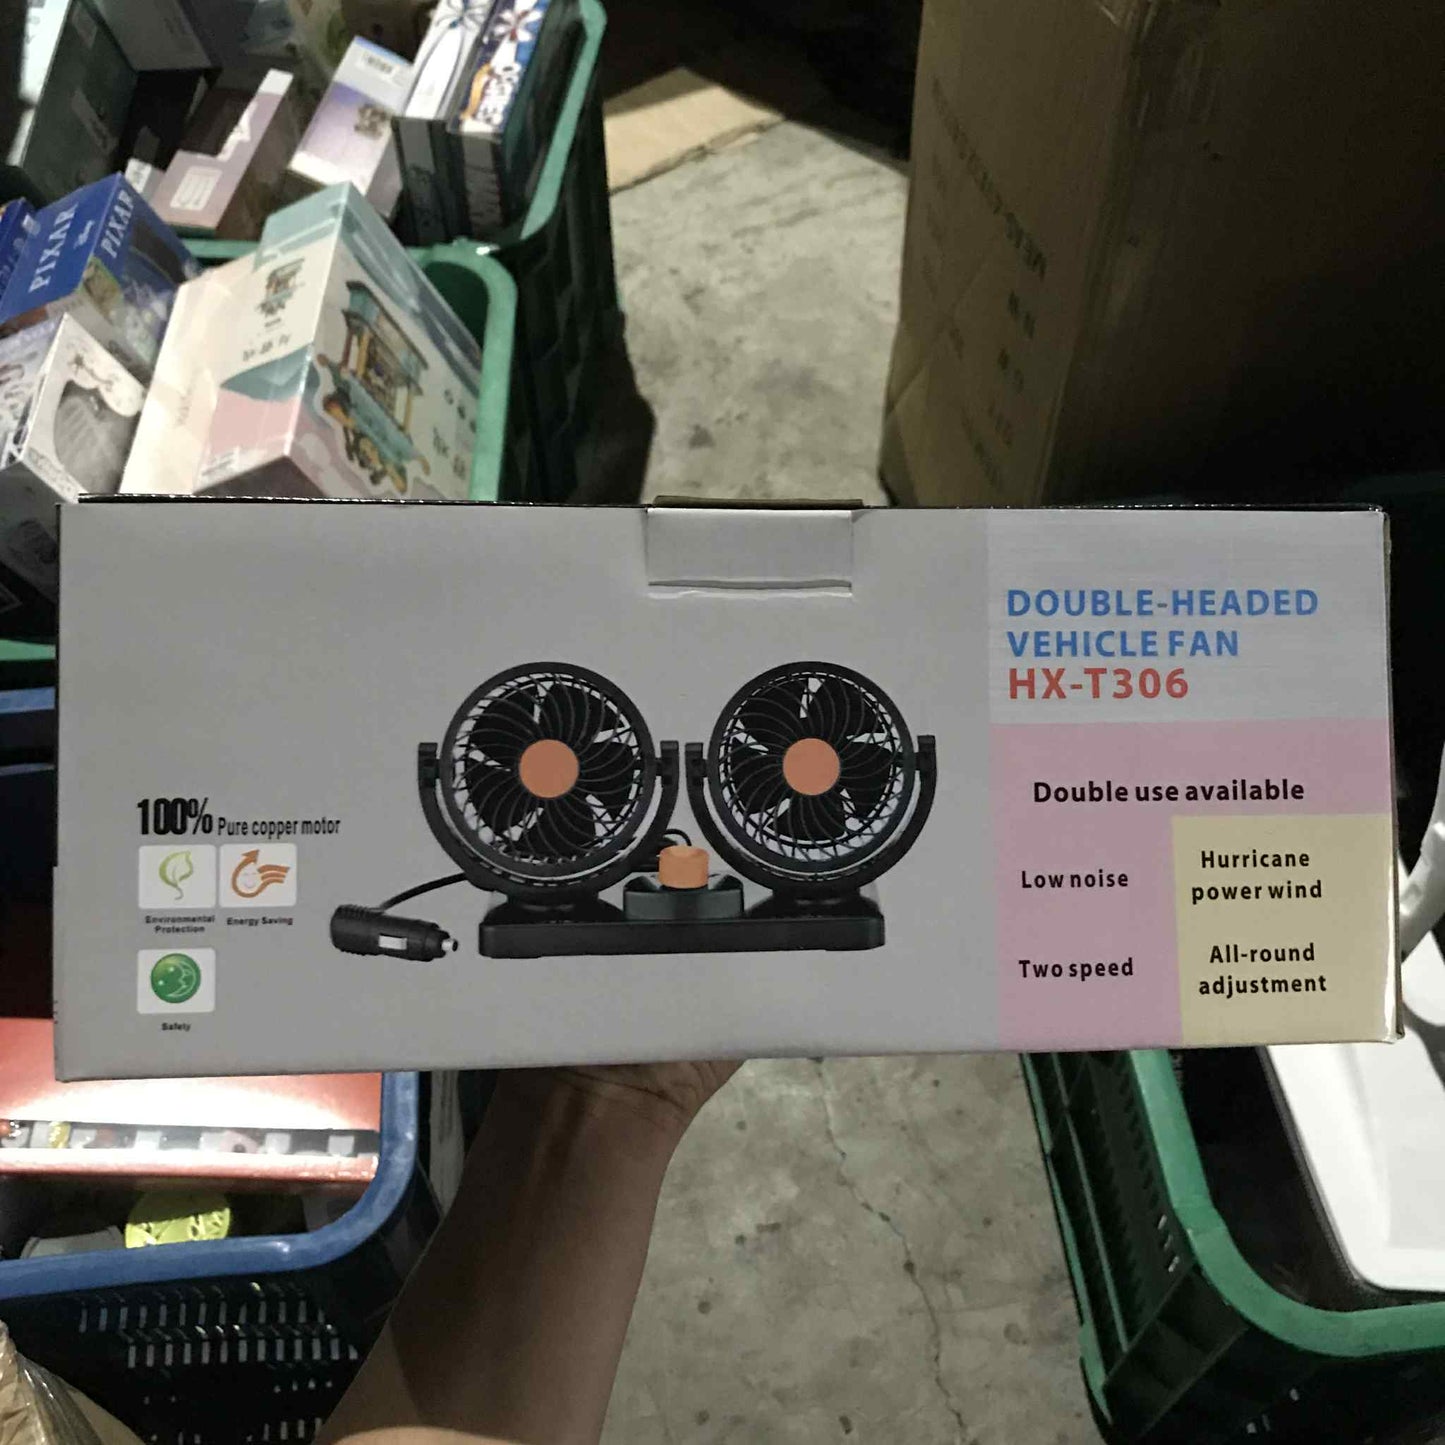 PIXAR
PIXAR
DOUBLE-HEADED
VEHICLE FAN
HX-T306
Double use available
Low noise
Hurricane
power wind
Two speed
All-round
adjustment
100% Pure copper motor
Environmental
Protection
Energy Saving
Safety